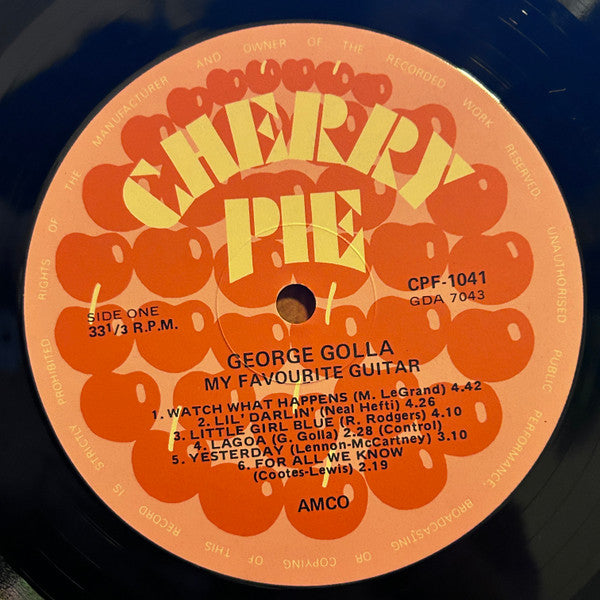 CHERRY
PIE
CPF-1041
GDA 7043
SIDE ONE
33 1/3 R.P.M.
GEORGE GOLLA
MY FAVOURITE GUITAR
1. WATCH WHAT HAPPENS (M. LeGrand) 4.42
2. LIL' DARLIN' (Neal Hefti) 4.26
3. LITTLE GIRL BLUE (R. Rodgers) 4.10
4. LAGOA (G. Golla) 2.28 (Control)
5. YESTERDAY (Lennon-McCartney) 3.10
6. FOR ALL WE KNOW
(Cootes-Lewis) 2.19
AMCO
RIGHTS OF THE MANUFACTURER AND OWNER OF THE RECORDED WORK RESERVED UNAUTHORISED PUBLIC PERFORMANCE, BROADCASTING OR COPYING OF THIS RECORD IS STRICTLY PROHIBITED